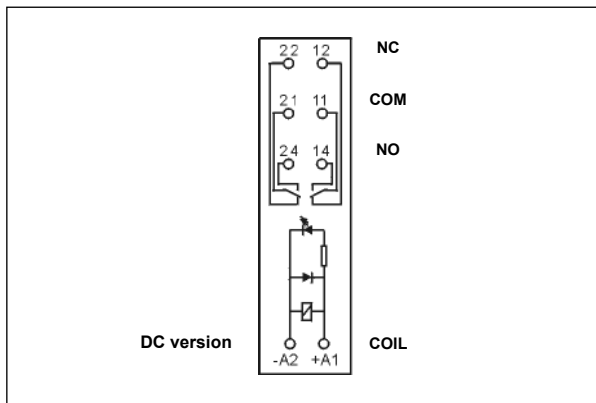 22 12 NC
21 11 COM
24 14 NO
DC version COIL
-A2 +A1